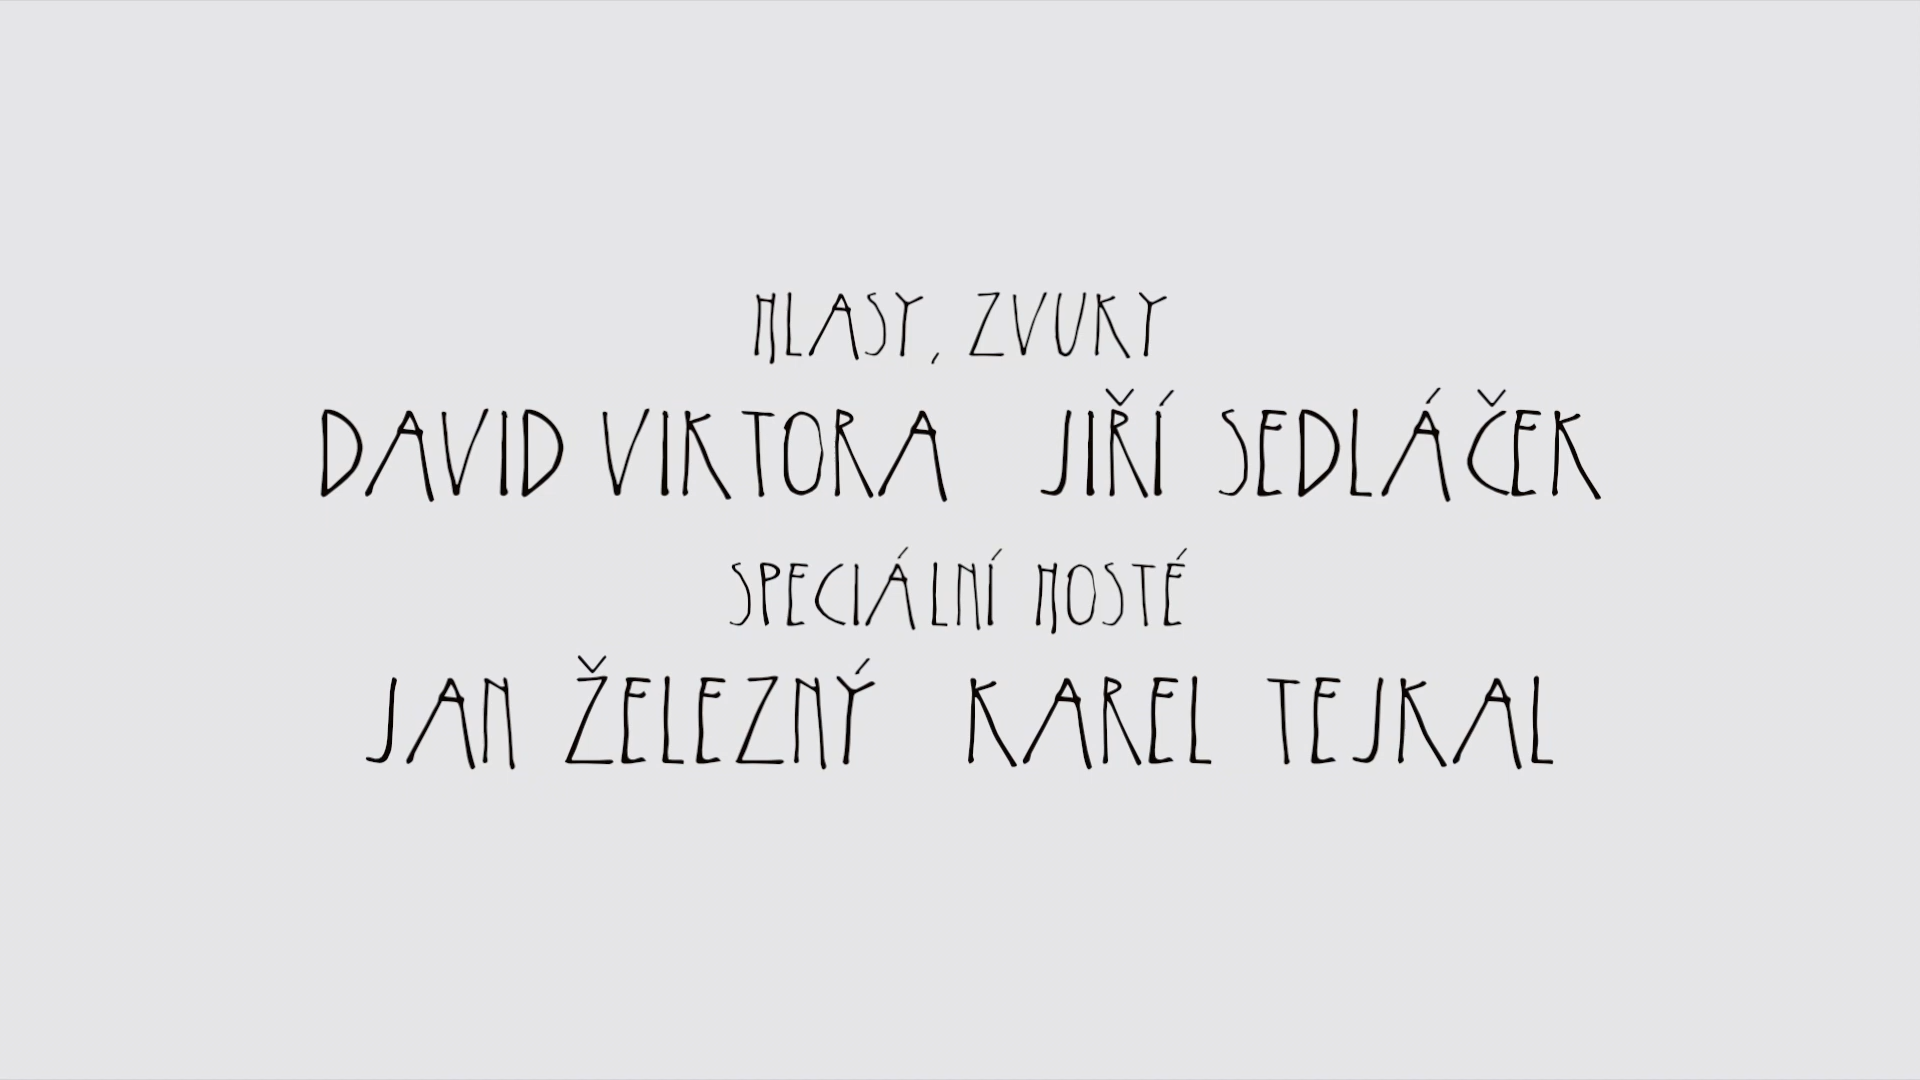 HLASY, ZVUKY
DAVID VIKTORA JIŘÍ SEDLÁČEK
SPECIÁLNÍ HOSTÉ
JAN ŽELEZNÝ KAREL TEJKAL